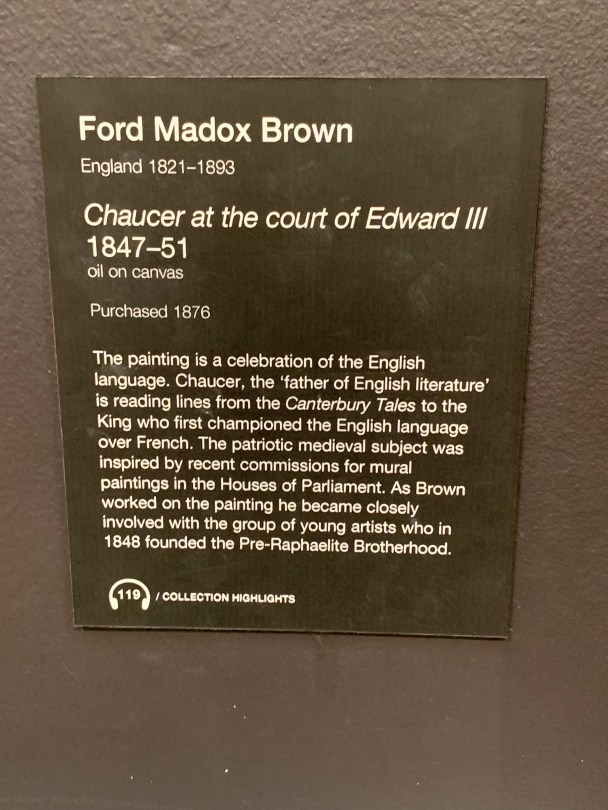 Ford Madox Brown
England 1821–1893
Chaucer at the court of Edward III
1847–51
oil on canvas
Purchased 1876
The painting is a celebration of the English
language. Chaucer, the ‘father of English literature’
is reading lines from the Canterbury Tales to the
King who first championed the English language
over French. The patriotic medieval subject was
inspired by recent commissions for mural
paintings in the Houses of Parliament. As Brown
worked on the painting he became closely
involved with the group of young artists who in
1848 founded the Pre-Raphaelite Brotherhood.
119 / COLLECTION HIGHLIGHTS